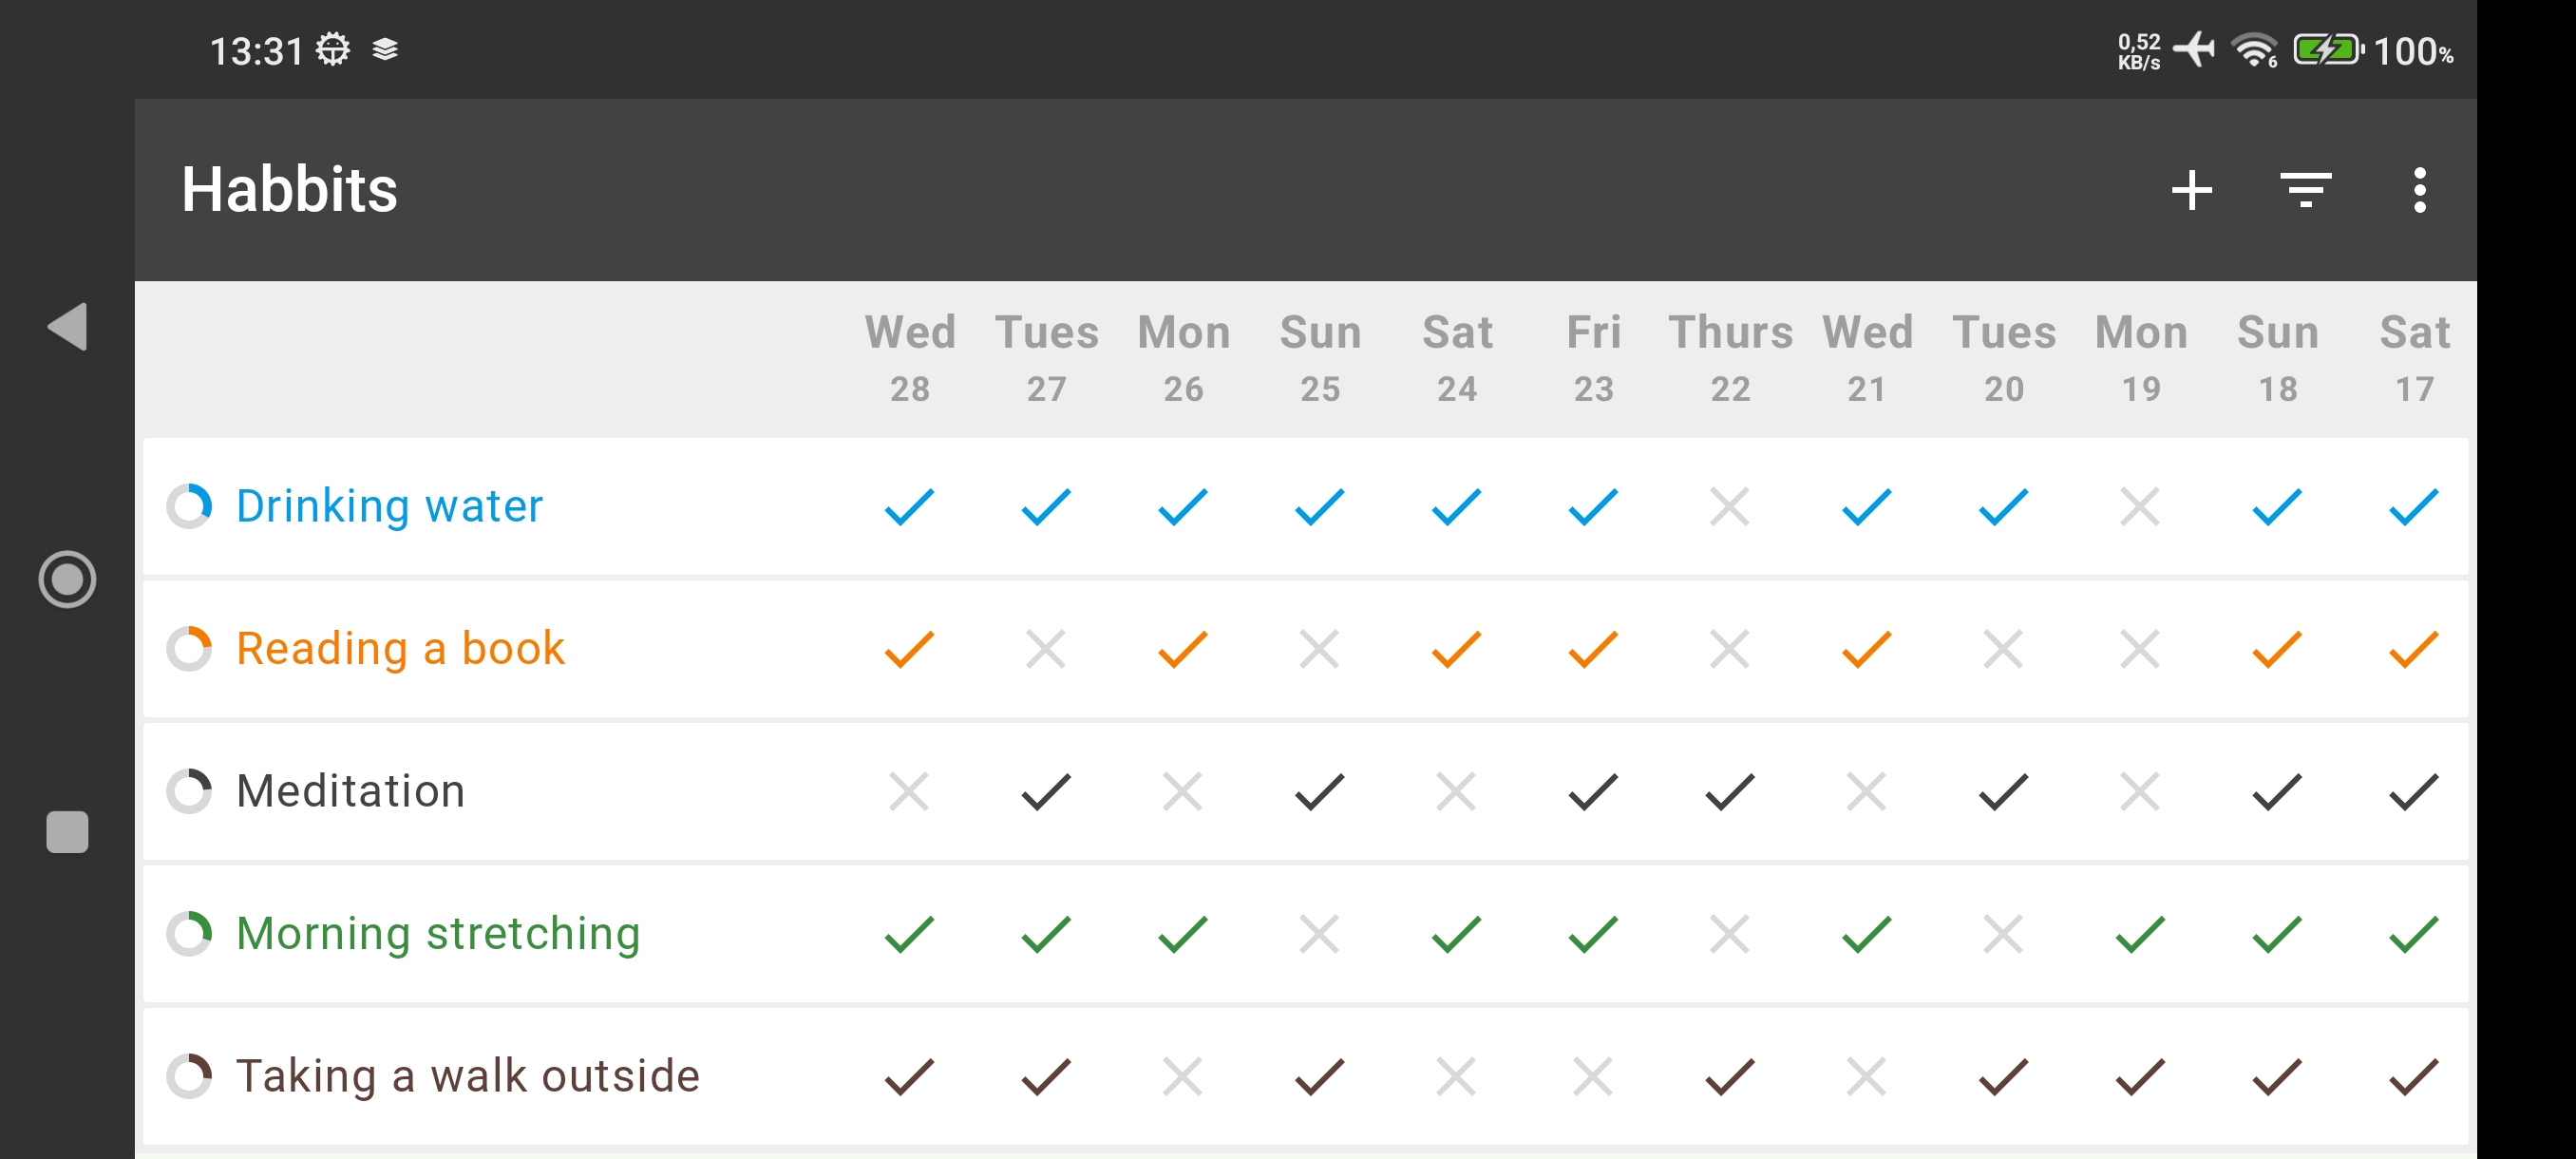 13:31 0,52 KB/s 6 100%
Habbits
Wed Tues Mon Sun Sat Fri Thurs Wed Tues Mon Sun Sat
28 27 26 25 24 23 22 21 20 19 18 17
Drinking water
Reading a book
Meditation
Morning stretching
Taking a walk outside